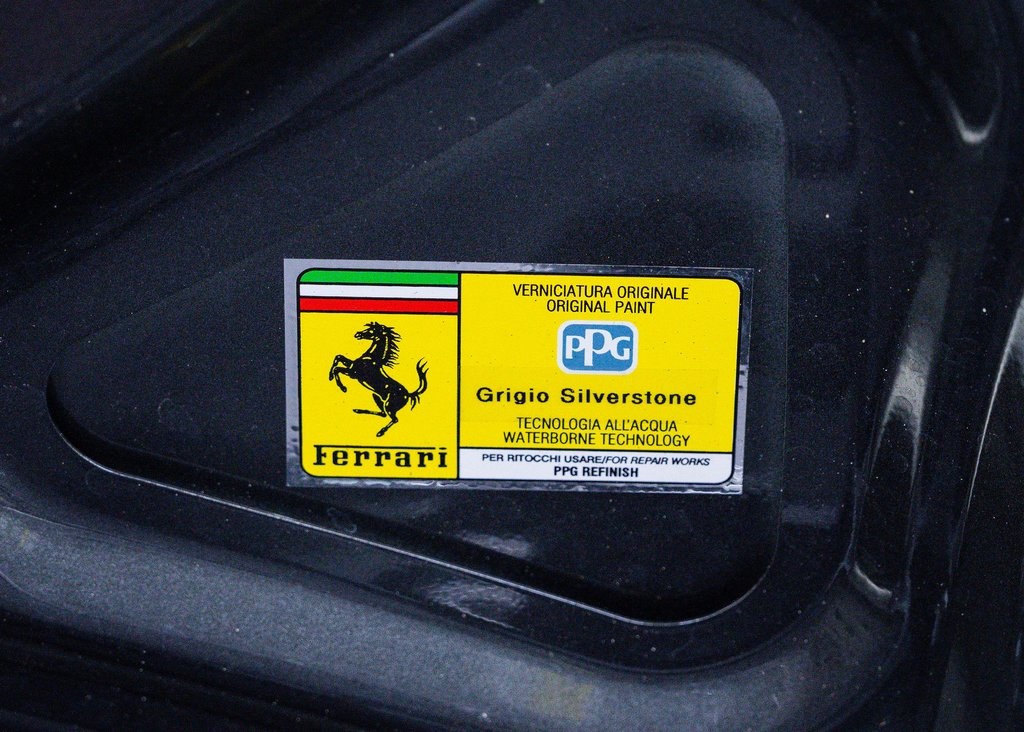 Ferrari
VERNICIATURA ORIGINALE
ORIGINAL PAINT
PPG
Grigio Silverstone
TECNOLOGIA ALL'ACQUA
WATERBORNE TECHNOLOGY
PER RITOCCHI USARE/FOR REPAIR WORKS
PPG REFINISH